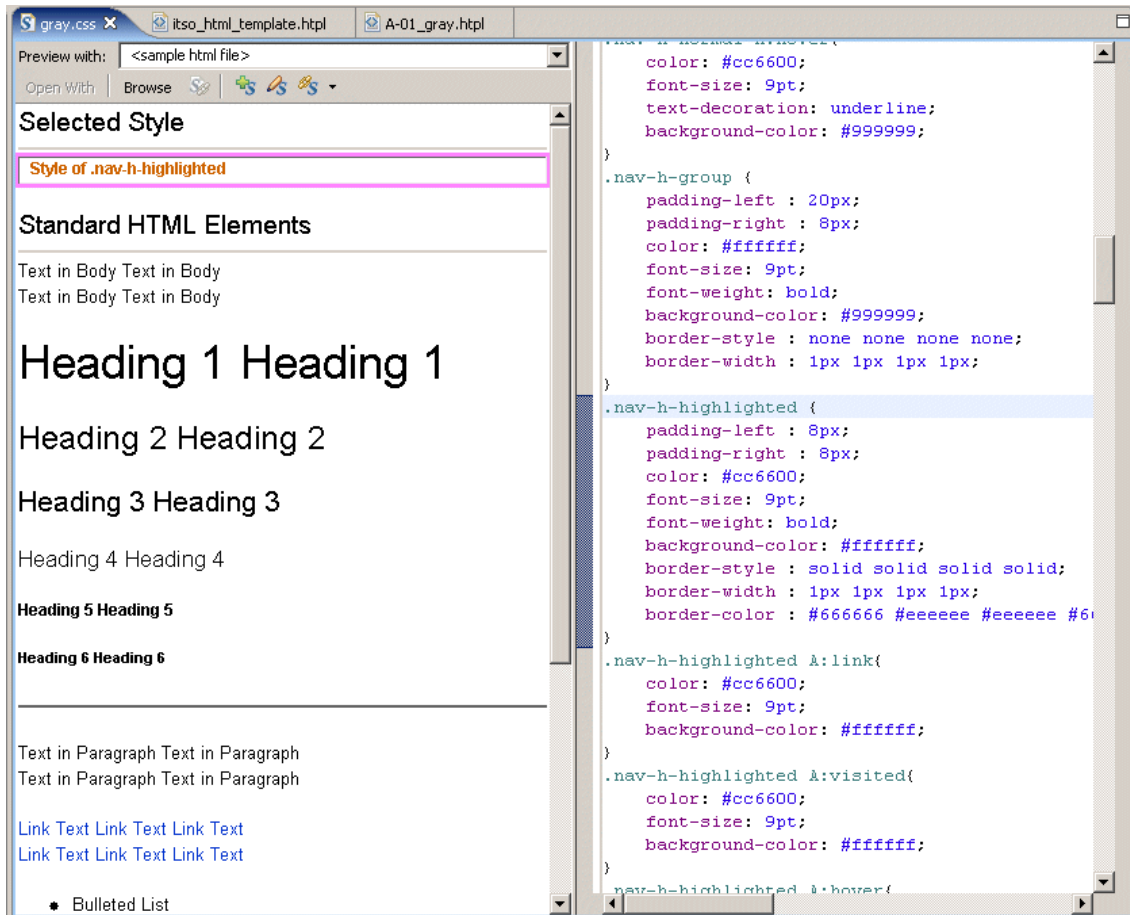 gray.css
itso_html_template.htpl
A-01_gray.htpl
Preview with: <sample html file>
Open With Browse
Selected Style
Style of .nav-h-highlighted
Standard HTML Elements
Text in Body Text in Body
Text in Body Text in Body
Heading 1 Heading 1
Heading 2 Heading 2
Heading 3 Heading 3
Heading 4 Heading 4
Heading 5 Heading 5
Heading 6 Heading 6
Text in Paragraph Text in Paragraph
Text in Paragraph Text in Paragraph
Link Text Link Text Link Text
Link Text Link Text Link Text
Bulleted List
.nav-h-normal A:hover{
color: #cc6600;
font-size: 9pt;
text-decoration: underline;
background-color: #999999;
}
.nav-h-group {
padding-left : 20px;
padding-right : 8px;
color: #ffffff;
font-size: 9pt;
font-weight: bold;
background-color: #999999;
border-style : none none none none;
border-width : 1px 1px 1px 1px;
}
.nav-h-highlighted {
padding-left : 8px;
padding-right : 8px;
color: #cc6600;
font-size: 9pt;
font-weight: bold;
background-color: #ffffff;
border-style : solid solid solid solid;
border-width : 1px 1px 1px 1px;
border-color : #666666 #eeeeee #eeeeee #6
}
.nav-h-highlighted A:link{
color: #cc6600;
font-size: 9pt;
background-color: #ffffff;
}
.nav-h-highlighted A:visited{
color: #cc6600;
font-size: 9pt;
background-color: #ffffff;
}
.nav-h-highlighted A:hover{